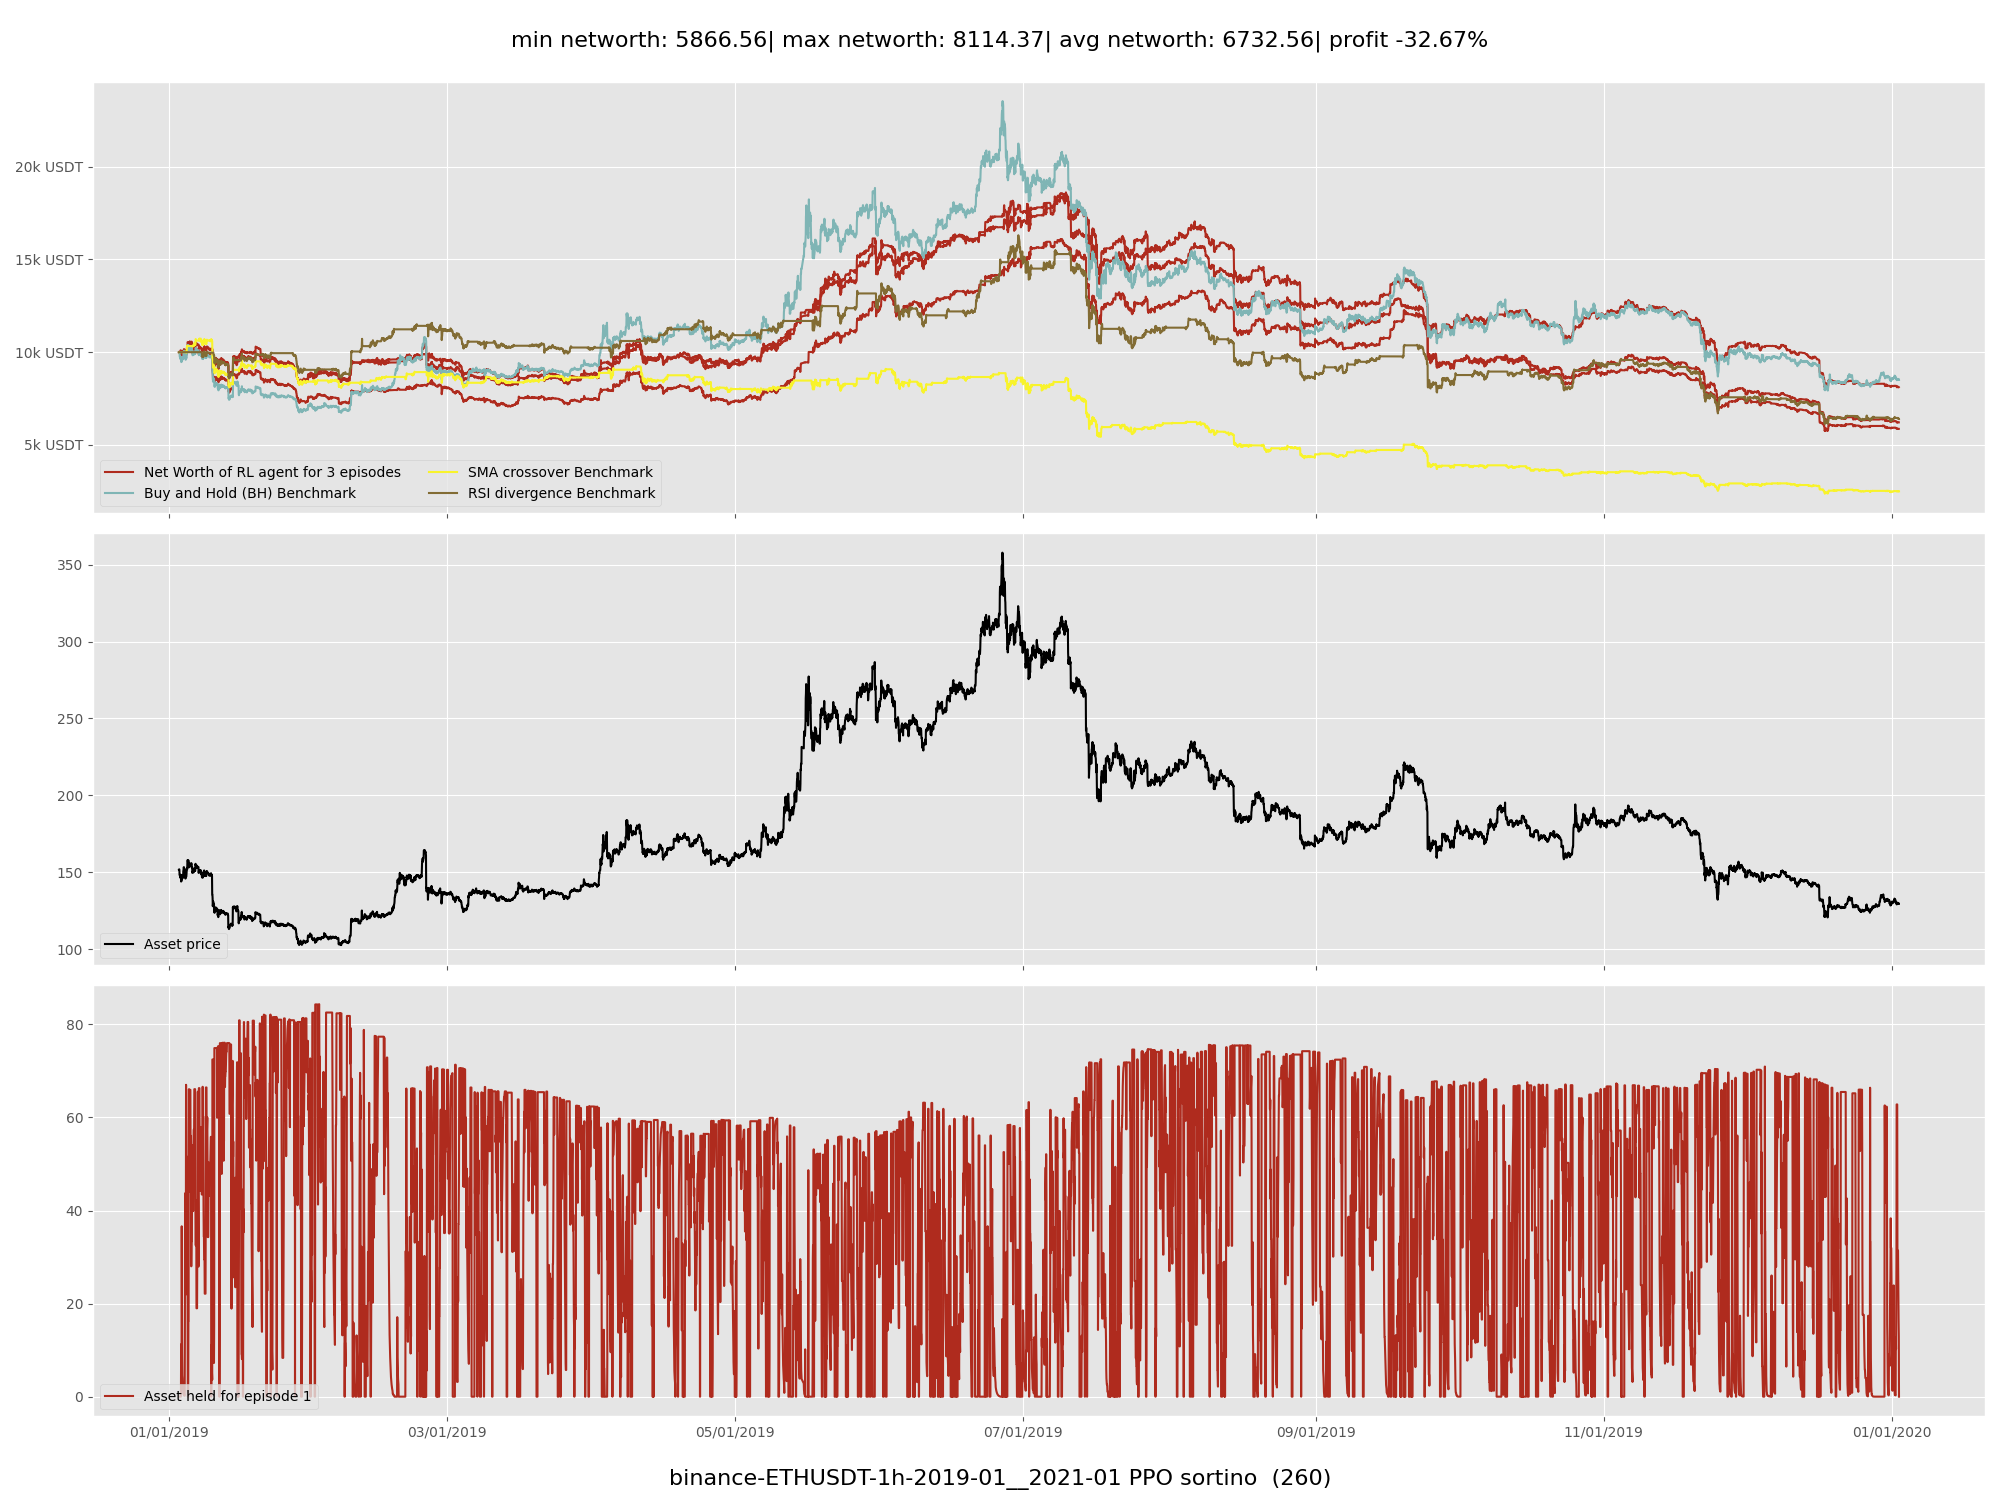 min networth: 5866.56| max networth: 8114.37| avg networth: 6732.56| profit -32.67%
20k USDT
15k USDT
10k USDT
5k USDT
Net Worth of RL agent for 3 episodes
Buy and Hold (BH) Benchmark
SMA crossover Benchmark
RSI divergence Benchmark
350
300
250
200
150
100
Asset price
80
60
40
20
0
Asset held for episode 1
01/01/2019 03/01/2019 05/01/2019 07/01/2019 09/01/2019 11/01/2019 01/01/2020
binance-ETHUSDT-1h-2019-01__2021-01 PPO sortino (260)